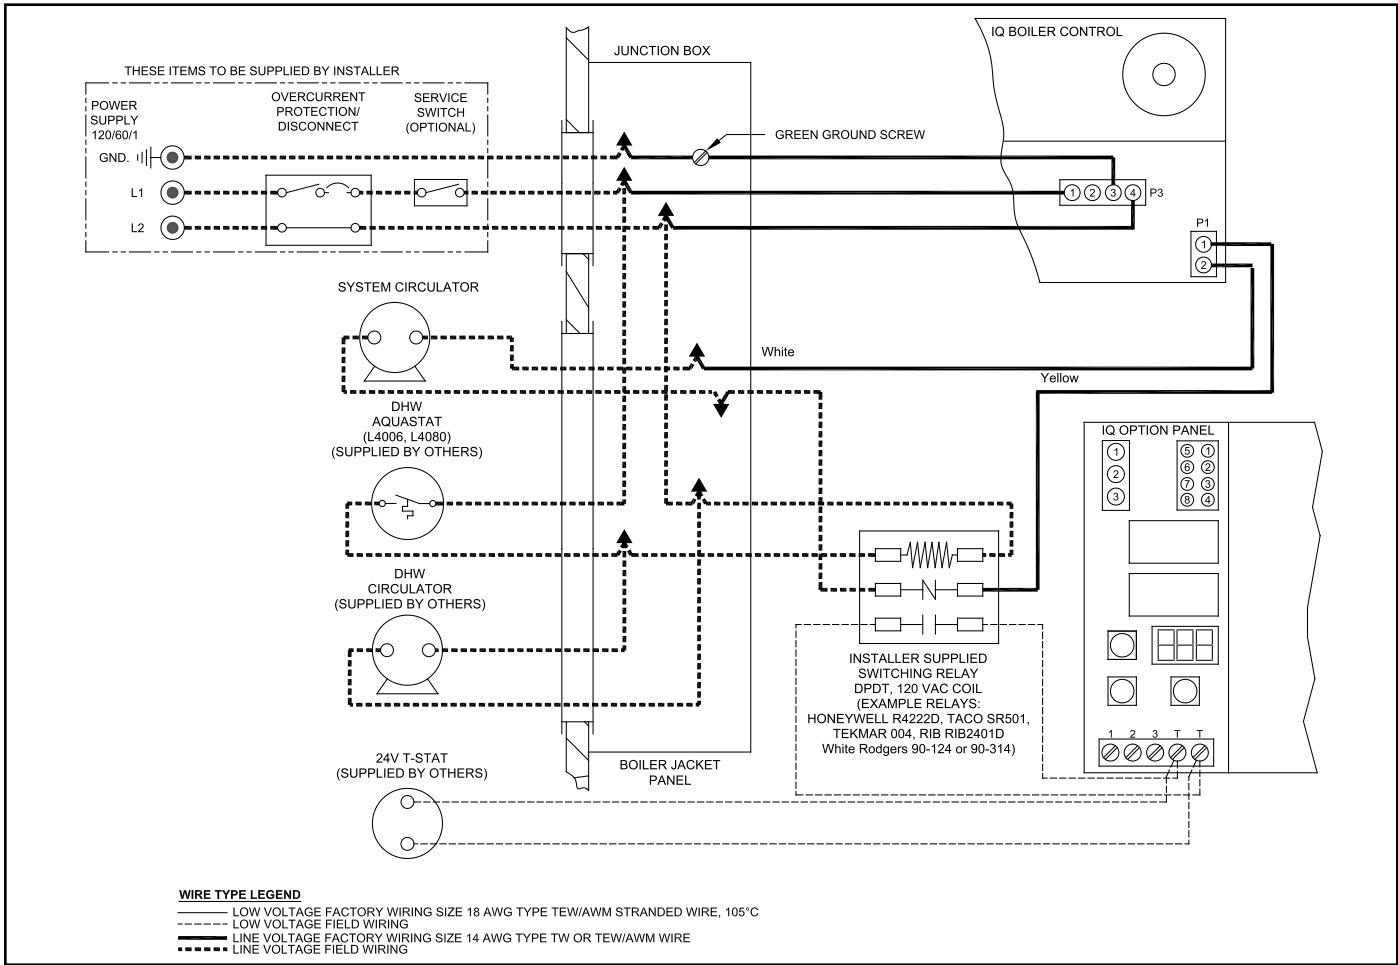 IQ BOILER CONTROL
JUNCTION BOX
THESE ITEMS TO BE SUPPLIED BY INSTALLER
POWER
SUPPLY
120/60/1
OVERCURRENT
PROTECTION/
DISCONNECT
SERVICE
SWITCH
(OPTIONAL)
GREEN GROUND SCREW
GND.
L1
L2
1 2 3 4
P3
P1
1
2
SYSTEM CIRCULATOR
White
Yellow
DHW
AQUASTAT
(L4006, L4080)
(SUPPLIED BY OTHERS)
IQ OPTION PANEL
1
2
3
5 1
6 2
7 3
8 4
DHW
CIRCULATOR
(SUPPLIED BY OTHERS)
INSTALLER SUPPLIED
SWITCHING RELAY
DPDT, 120 VAC COIL
(EXAMPLE RELAYS:
HONEYWELL R4222D, TACO SR501,
TEKMAR 004, RIB RIB2401D
White Rodgers 90-124 or 90-314)
1 2 3 T T
24V T-STAT
(SUPPLIED BY OTHERS)
BOILER JACKET
PANEL
WIRE TYPE LEGEND
LOW VOLTAGE FACTORY WIRING SIZE 18 AWG TYPE TEW/AWM STRANDED WIRE, 105°C
LOW VOLTAGE FIELD WIRING
LINE VOLTAGE FACTORY WIRING SIZE 14 AWG TYPE TW OR TEW/AWM WIRE
LINE VOLTAGE FIELD WIRING